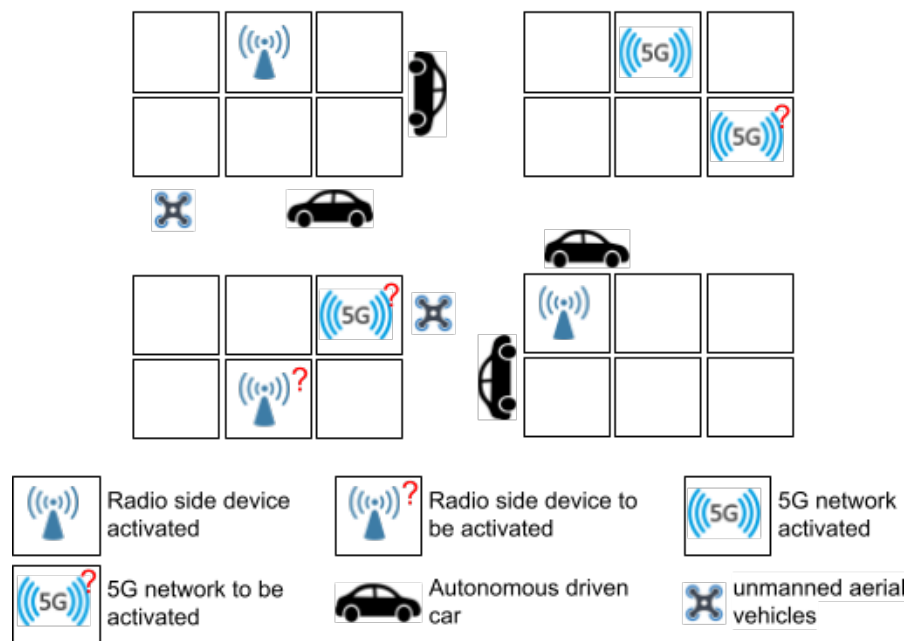 5G
5G ?
5G ?
?
Radio side device
activated
?
Radio side device to
be activated
5G
5G network
activated
5G ?
5G network to be
activated
Autonomous driven
car
unmanned aerial
vehicles